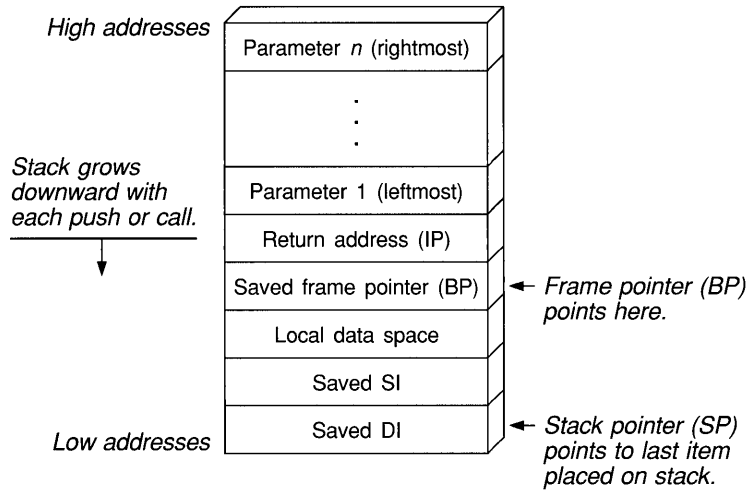 High addresses
Parameter n (rightmost)
.
.
.
Stack grows
downward with
each push or call.
Parameter 1 (leftmost)
Return address (IP)
Saved frame pointer (BP)
Frame pointer (BP)
points here.
Local data space
Saved SI
Low addresses
Saved DI
Stack pointer (SP)
points to last item
placed on stack.